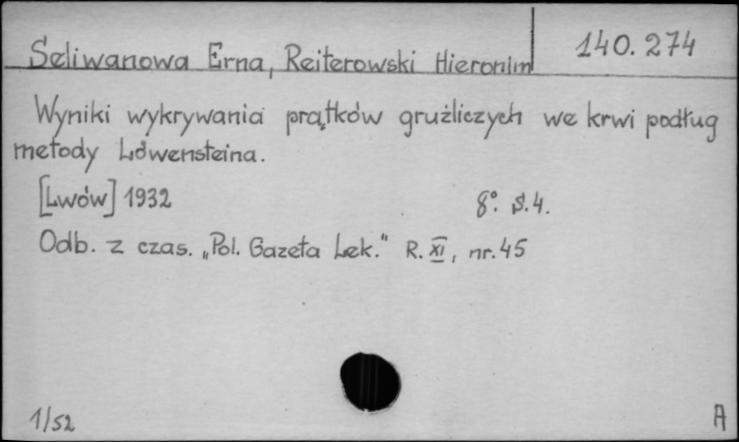 Seliwanowa Erna, Reiterowski Hieronim
140.274
Wyniki wykrywania prątków gruźliczych we krwi podług
metody Löwensteina.
[Lwów] 1932 8°. S.4.
Odb. z czas. „Pol. Gazeta Lek." R. XI, nr. 45
1/52
A